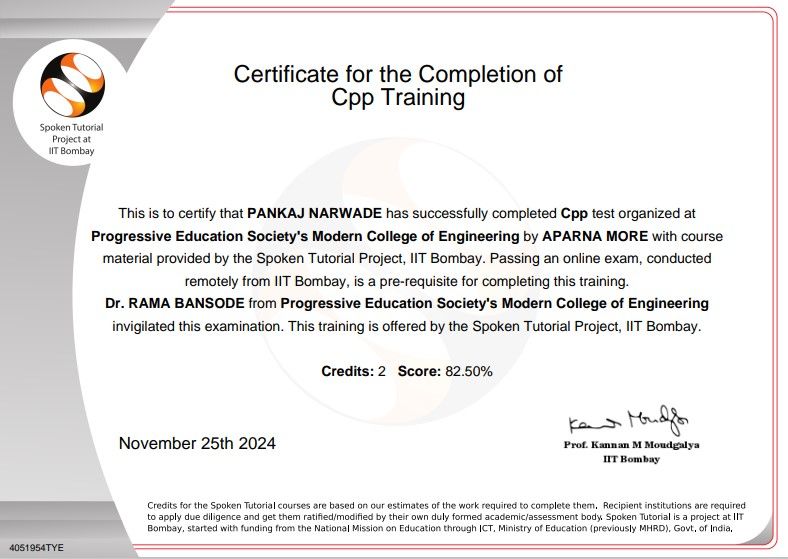 Certificate for the Completion of
Cpp Training
Spoken Tutorial
Project at
IIT Bombay
This is to certify that PANKAJ NARWADE has successfully completed Cpp test organized at
Progressive Education Society's Modern College of Engineering by APARNA MORE with course
material provided by the Spoken Tutorial Project, IIT Bombay. Passing an online exam, conducted
remotely from IIT Bombay, is a pre-requisite for completing this training.
Dr. RAMA BANSODE from Progressive Education Society's Modern College of Engineering
invigilated this examination. This training is offered by the Spoken Tutorial Project, IIT Bombay.
Credits: 2 Score: 82.50%
November 25th 2024
Prof. Kannan M Moudgalya
IIT Bombay
Credits for the Spoken Tutorial courses are based on our estimates of the work required to complete them. Recipient institutions are required
to apply due diligence and get them ratified/modified by their own duly formed academic/assessment body. Spoken Tutorial is a project at IIT
Bombay, started with funding from the National Mission on Education through ICT, Ministry of Education (previously MHRD), Govt, of India.
4051954TYE